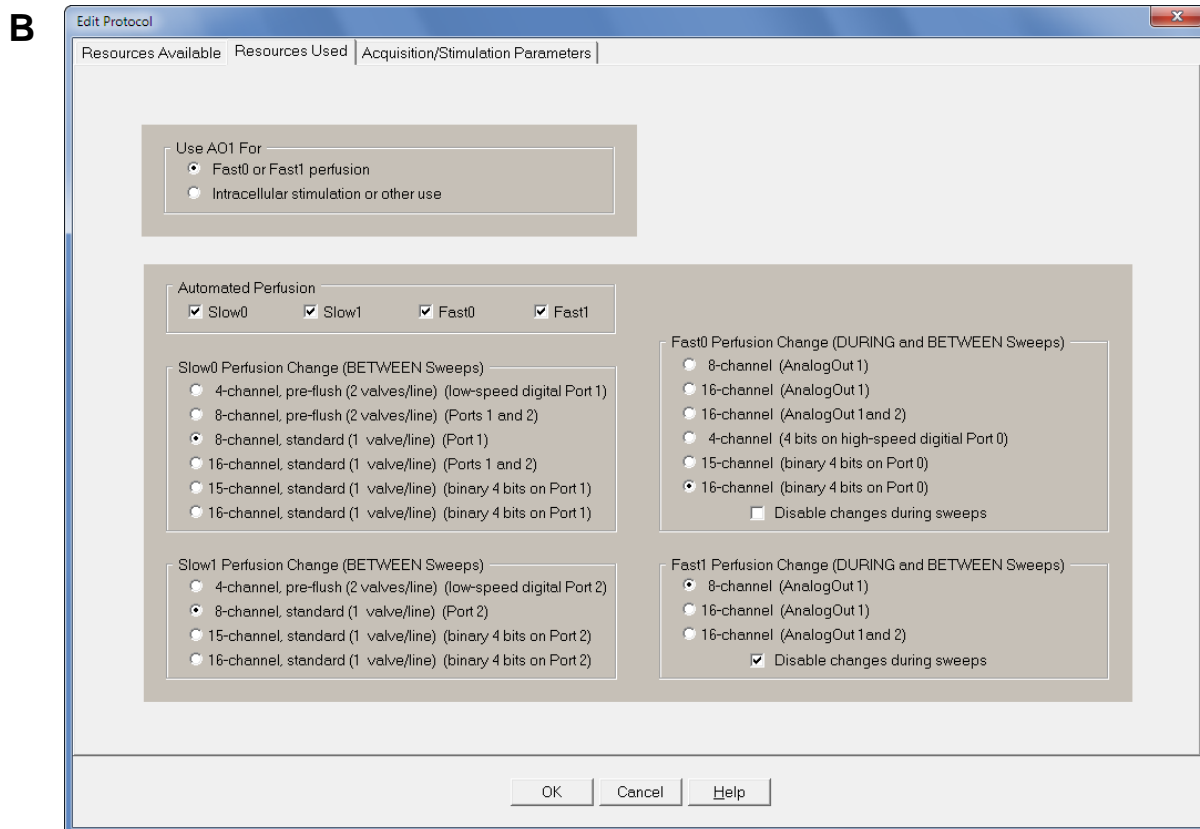 B
Edit Protocol
Resources Available
Resources Used
Acquisition/Stimulation Parameters
Use AO1 For
Fast0 or Fast1 perfusion
Intracellular stimulation or other use
Automated Perfusion
Slow0
Slow1
Fast0
Fast1
Slow0 Perfusion Change (BETWEEN Sweeps)
4-channel, pre-flush (2 valves/line) (low-speed digital Port 1)
8-channel, pre-flush (2 valves/line) (Ports 1 and 2)
8-channel, standard (1 valve/line) (Port 1)
16-channel, standard (1 valve/line) (Ports 1 and 2)
15-channel, standard (1 valve/line) (binary 4 bits on Port 1)
16-channel, standard (1 valve/line) (binary 4 bits on Port 1)
Slow1 Perfusion Change (BETWEEN Sweeps)
4-channel, pre-flush (2 valves/line) (low-speed digital Port 2)
8-channel, standard (1 valve/line) (Port 2)
15-channel, standard (1 valve/line) (binary 4 bits on Port 2)
16-channel, standard (1 valve/line) (binary 4 bits on Port 2)
Fast0 Perfusion Change (DURING and BETWEEN Sweeps)
8-channel (AnalogOut 1)
16-channel (AnalogOut 1)
16-channel (AnalogOut 1and 2)
4-channel (4 bits on high-speed digitial Port 0)
15-channel (binary 4 bits on Port 0)
16-channel (binary 4 bits on Port 0)
Disable changes during sweeps
Fast1 Perfusion Change (DURING and BETWEEN Sweeps)
8-channel (AnalogOut 1)
16-channel (AnalogOut 1)
16-channel (AnalogOut 1and 2)
Disable changes during sweeps
OK
Cancel
Help